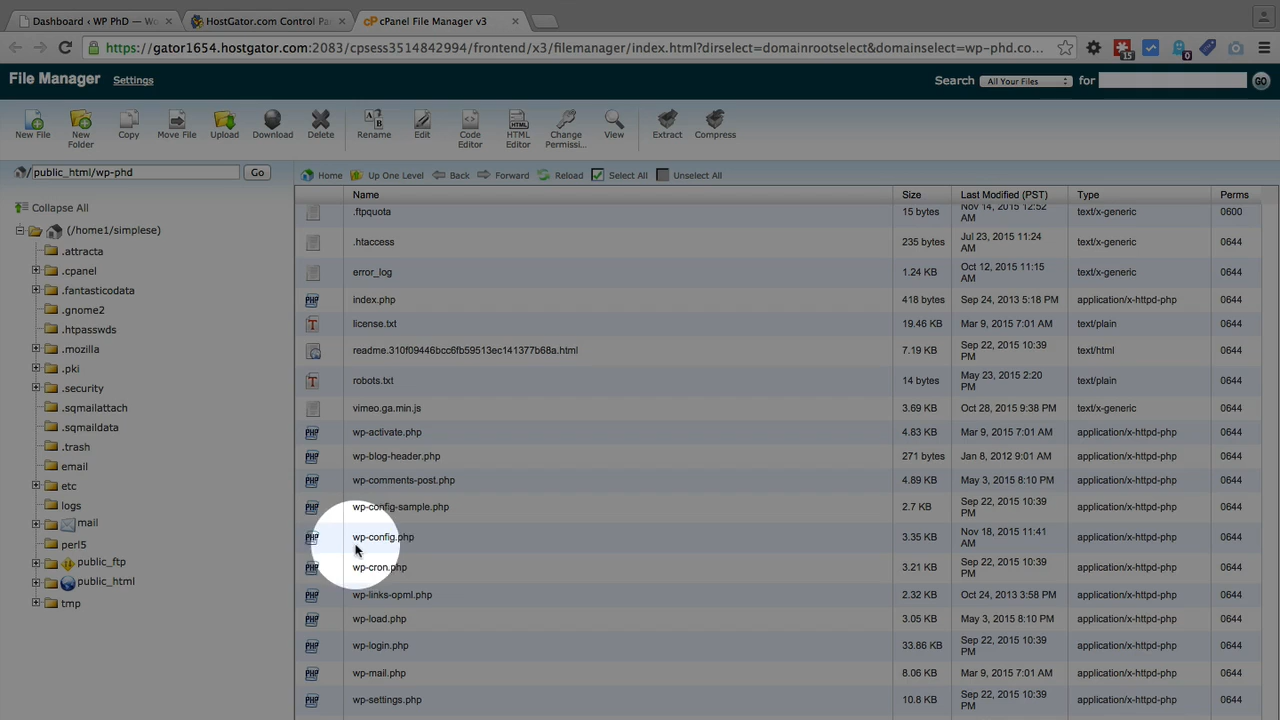 Dashboard ‹ WP PhD — Wo
HostGator.com Control Pa
cPanel File Manager v3
https://gator1654.hostgator.com:2083/cpsess3514842994/frontend/x3/filemanager/index.html?dirselect=domainrootselect&domainselect=wp-phd.co…
15
0
File Manager
Settings
Search
All Your Files
for
GO
New File
New Folder
Copy
Move File
Upload
Download
Delete
Rename
Edit
Code Editor
HTML Editor
Change Permissi...
View
Extract
Compress
/ public_html/wp-phd
Go
Home
Up One Level
Back
Forward
Reload
Select All
Unselect All
Collapse All
(/home1/simplese)
.attracta
.cpanel
.fantasticodata
.gnome2
.htpasswds
.mozilla
.pki
.security
.sqmailattach
.sqmaildata
.trash
email
etc
logs
mail
perl5
public_ftp
public_html
tmp
Name Size Last Modified (PST) Type Perms
.ftpquota 15 bytes Nov 14, 2015 12:52 AM text/x-generic 0600
.htaccess 235 bytes Jul 23, 2015 11:24 AM text/x-generic 0644
error_log 1.24 KB Oct 12, 2015 11:15 AM text/x-generic 0644
index.php 418 bytes Sep 24, 2013 5:18 PM application/x-httpd-php 0644
license.txt 19.46 KB Mar 9, 2015 7:01 AM text/plain 0644
readme.310f09446bcc6fb59513ec141377b68a.html 7.19 KB Sep 22, 2015 10:39 PM text/html 0644
robots.txt 14 bytes May 23, 2015 2:20 PM text/plain 0644
vimeo.ga.min.js 3.69 KB Oct 28, 2015 9:38 PM text/x-generic 0644
wp-activate.php 4.83 KB Mar 9, 2015 7:01 AM application/x-httpd-php 0644
wp-blog-header.php 271 bytes Jan 8, 2012 9:01 AM application/x-httpd-php 0644
wp-comments-post.php 4.89 KB May 3, 2015 8:10 PM application/x-httpd-php 0644
wp-config-sample.php 2.7 KB Sep 22, 2015 10:39 PM application/x-httpd-php 0644
wp-config.php 3.35 KB Nov 18, 2015 11:41 AM application/x-httpd-php 0644
wp-cron.php 3.21 KB Sep 22, 2015 10:39 PM application/x-httpd-php 0644
wp-links-opml.php 2.32 KB Oct 24, 2013 3:58 PM application/x-httpd-php 0644
wp-load.php 3.05 KB May 3, 2015 8:10 PM application/x-httpd-php 0644
wp-login.php 33.86 KB Sep 22, 2015 10:39 PM application/x-httpd-php 0644
wp-mail.php 8.06 KB Mar 9, 2015 7:01 AM application/x-httpd-php 0644
wp-settings.php 10.8 KB Sep 22, 2015 10:39 PM application/x-httpd-php 0644